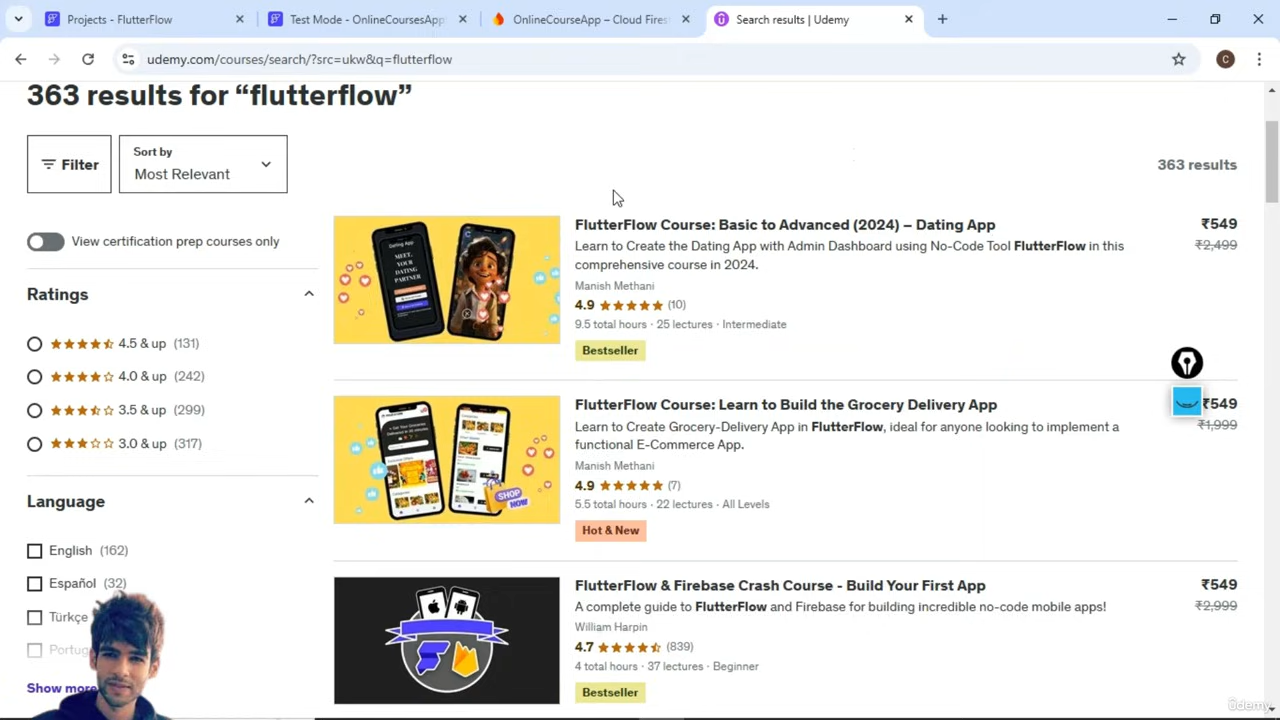 Projects - FlutterFlow
Test Mode - OnlineCoursesApp
OnlineCourseApp – Cloud Fires
Search results | Udemy
udemy.com/courses/search/?src=ukw&q=flutterflow
C
363 results for “flutterflow”
Filter
Sort by
Most Relevant
363 results
View certification prep courses only
Ratings
4.5 & up (131)
4.0 & up (242)
3.5 & up (299)
3.0 & up (317)
Language
English (162)
Español (32)
Türkçe
Portug
Show more
FlutterFlow Course: Basic to Advanced (2024) – Dating App
₹549
Learn to Create the Dating App with Admin Dashboard using No-Code Tool FlutterFlow in this
₹2,499
comprehensive course in 2024.
Manish Methani
4.9 (10)
9.5 total hours · 25 lectures · Intermediate
Bestseller
MEET,
YOUR
DATING
PARTNER
FlutterFlow Course: Learn to Build the Grocery Delivery App
₹549
Learn to Create Grocery-Delivery App in FlutterFlow, ideal for anyone looking to implement a
₹1,999
functional E-Commerce App.
Manish Methani
4.9 (7)
5.5 total hours · 22 lectures · All Levels
Hot & New
SHOP
NOW
FlutterFlow & Firebase Crash Course - Build Your First App
₹549
A complete guide to FlutterFlow and Firebase for building incredible no-code mobile apps!
₹2,999
William Harpin
4.7 (839)
4 total hours · 37 lectures · Beginner
Bestseller
ûdemy